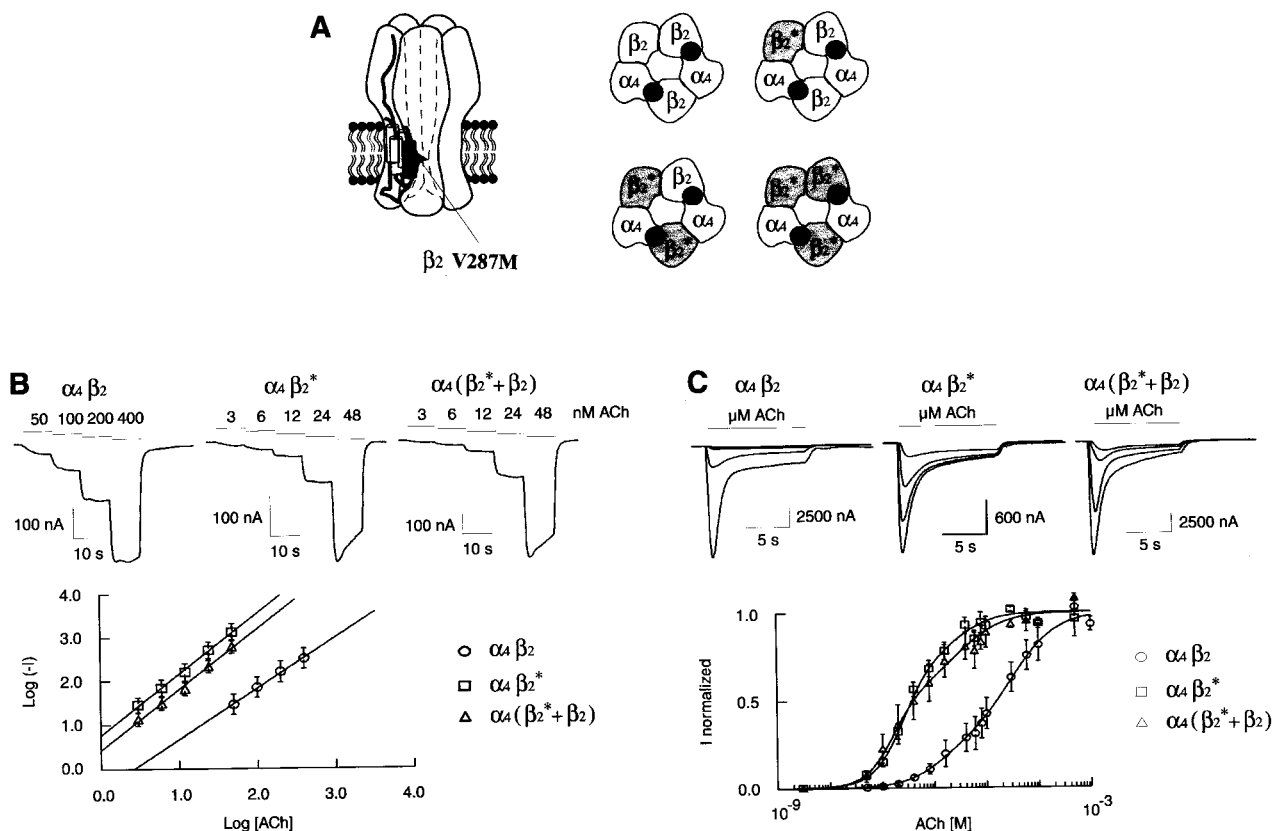 A
β2 β2
α4 α4
β2
β2* β2
α4 α4
β2
β2* β2
α4 α4
β2*
β2* β2*
α4 α4
β2*
β2 V287M
B
α4 β2
50 100 200 400
α4 β2*
3 6 12 24 48
α4 (β2*+ β2)
3 6 12 24 48
nM ACh
100 nA
10 s
100 nA
10 s
100 nA
10 s
4.0
3.0
2.0
1.0
0.0
Log (-I)
0.0 1.0 2.0 3.0 4.0
Log [ACh]
α4 β2
α4 β2*
α4 (β2*+ β2)
C
α4 β2
μM ACh
α4 β2*
μM ACh
α4 (β2*+ β2)
μM ACh
2500 nA
5 s
600 nA
5 s
2500 nA
5 s
1.0
0.5
0.0
I normalized
10-9 10-3
ACh [M]
α4 β2
α4 β2*
α4 (β2*+ β2)